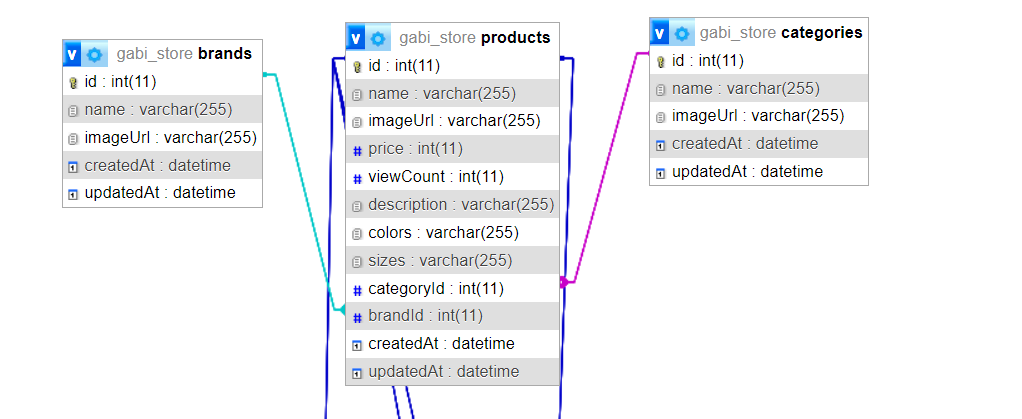 gabi_store brands
id : int(11)
name : varchar(255)
imageUrl : varchar(255)
createdAt : datetime
updatedAt : datetime
gabi_store products
id : int(11)
name : varchar(255)
imageUrl : varchar(255)
price : int(11)
viewCount : int(11)
description : varchar(255)
colors : varchar(255)
sizes : varchar(255)
categoryId : int(11)
brandId : int(11)
createdAt : datetime
updatedAt : datetime
gabi_store categories
id : int(11)
name : varchar(255)
imageUrl : varchar(255)
createdAt : datetime
updatedAt : datetime